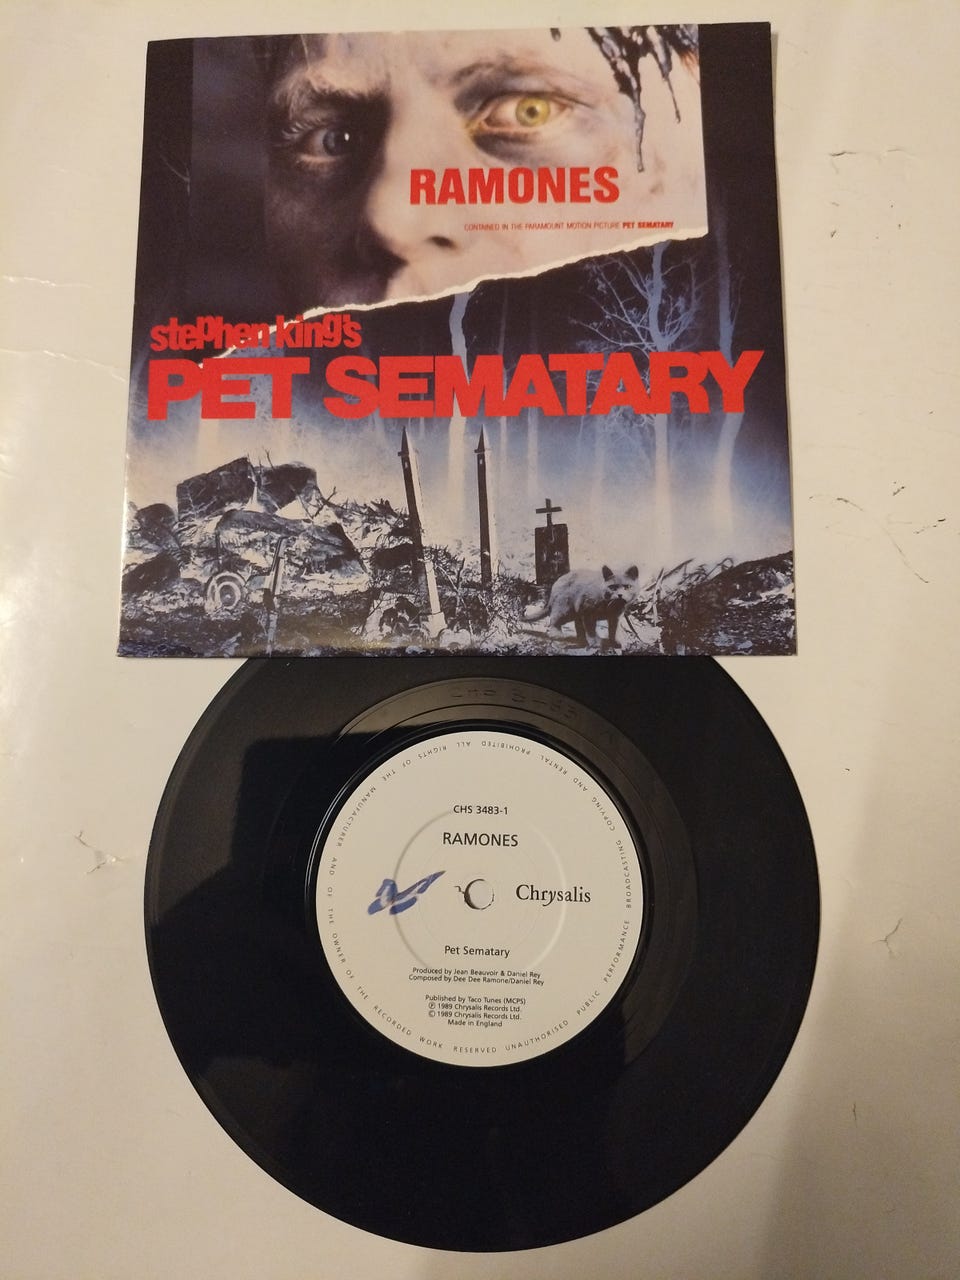 RAMONES
CONTAINED IN THE PARAMOUNT MOTION PICTURE PET SEMATARY
stephen king's
PET SEMATARY
CHS 3483-1
RAMONES
Chrysalis
Pet Sematary
Produced by Jean Beauvoir & Daniel Rey
Composed by Dee Dee Ramone/Daniel Rey
Published by Taco Tunes (MCPS)
℗ 1989 Chrysalis Records Ltd.
© 1989 Chrysalis Records Ltd.
Made in England
ALL RIGHTS OF THE MANUFACTURER AND OF THE OWNER OF THE RECORDED WORK RESERVED UNAUTHORISED PUBLIC PERFORMANCE BROADCASTING COPYING AND RENTAL PROHIBITED